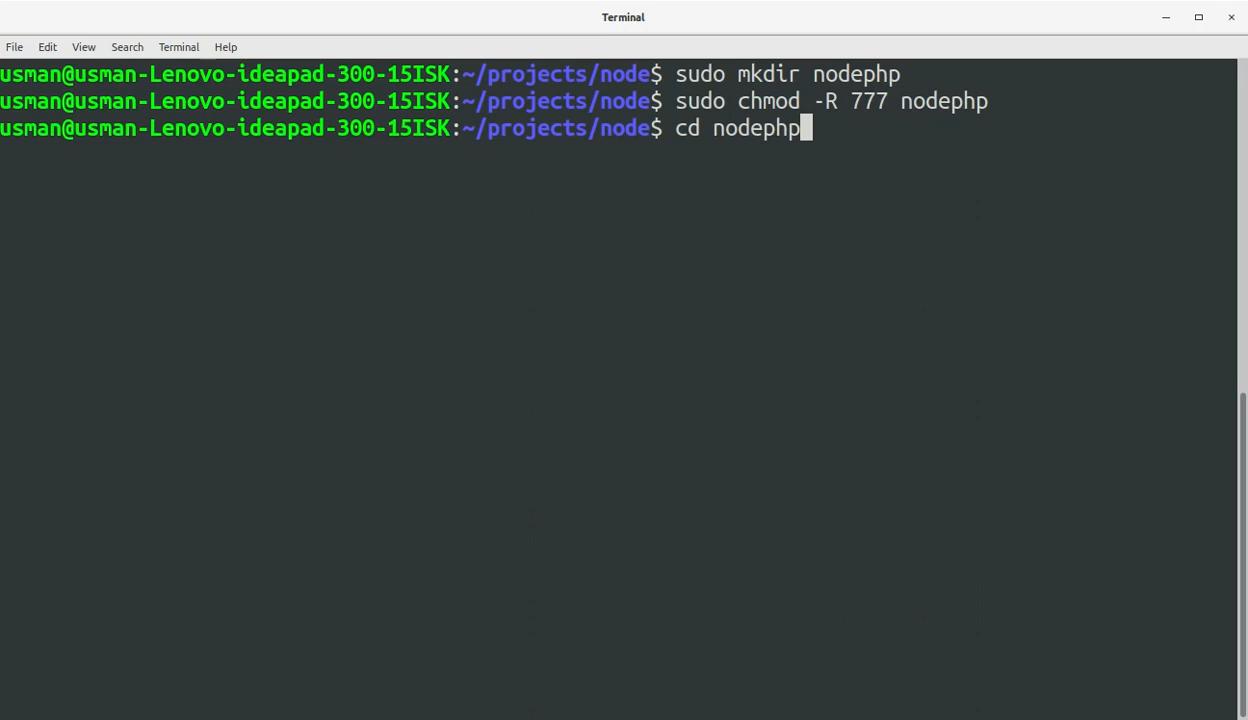 Terminal
File Edit View Search Terminal Help
usman@usman-Lenovo-ideapad-300-15ISK:~/projects/node$ sudo mkdir nodephp
usman@usman-Lenovo-ideapad-300-15ISK:~/projects/node$ sudo chmod -R 777 nodephp
usman@usman-Lenovo-ideapad-300-15ISK:~/projects/node$ cd nodephp